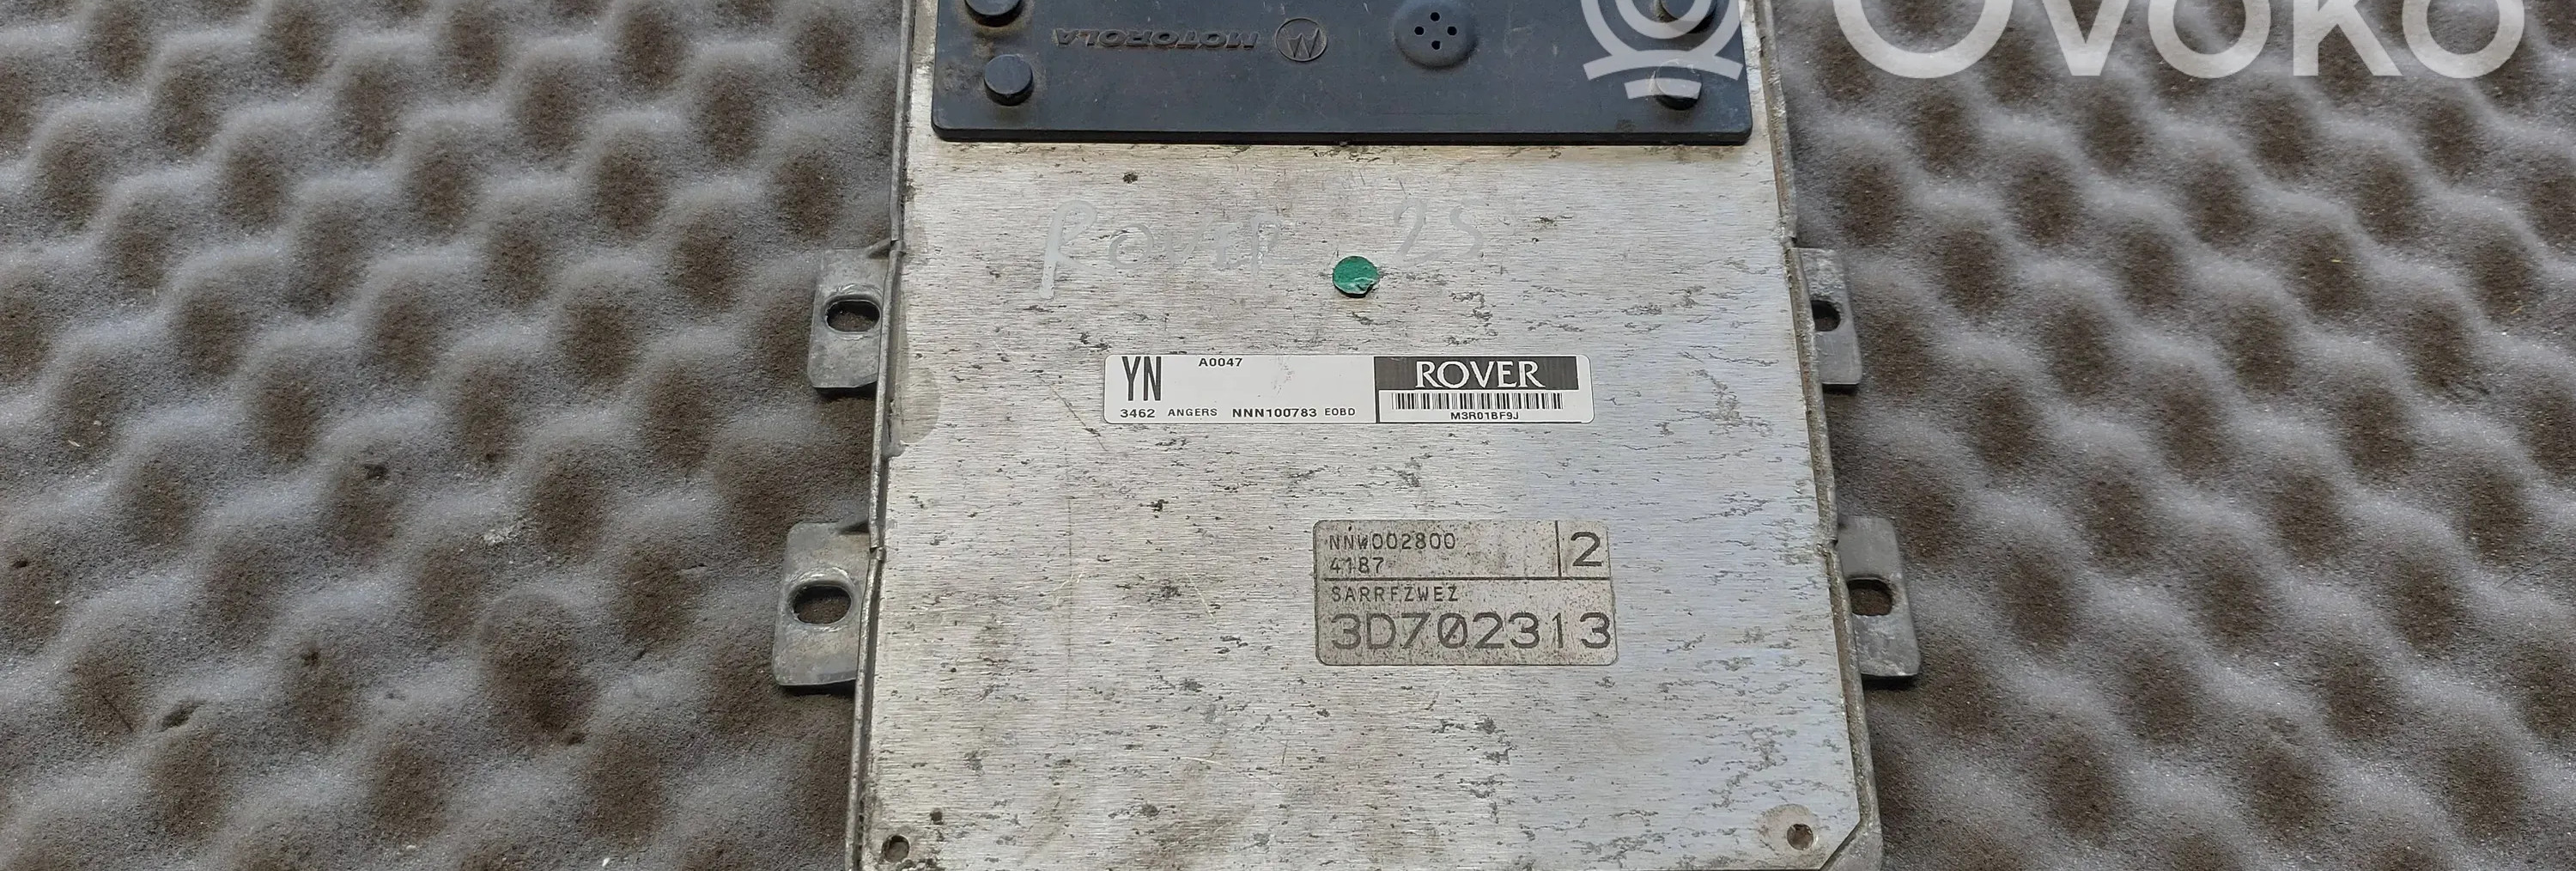 Ovoko
MOTOROLA
Rover 25
YN A0047
3462 ANGERS NNN100783 EOBD
ROVER
M3R01BF9J
NNW002800
4187
2
SARRFZWEZ
3D702313